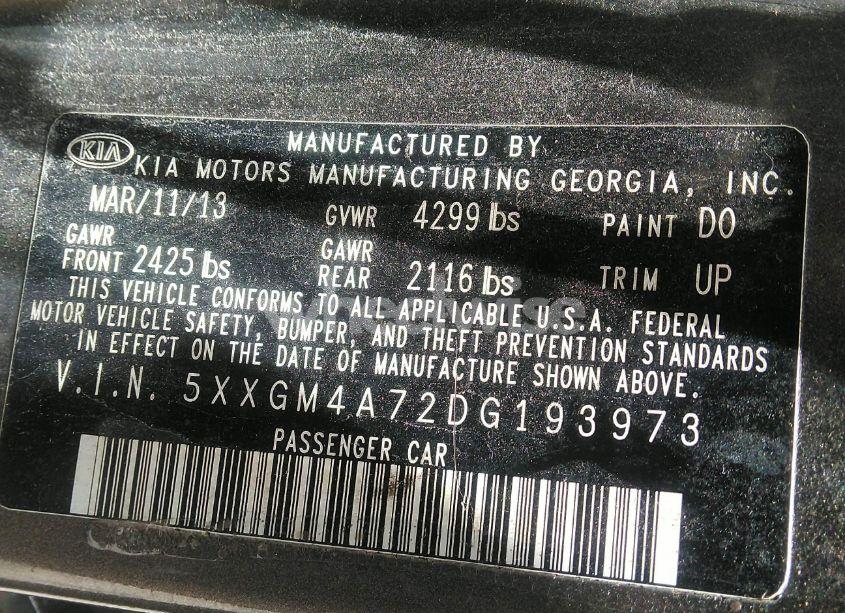 MANUFACTURED BY
KIA KIA MOTORS MANUFACTURING GEORGIA, INC.
MAR/11/13 GVWR 4299 lbs PAINT D0
GAWR GAWR
FRONT 2425 lbs REAR 2116 lbs TRIM UP
THIS VEHICLE CONFORMS TO ALL APPLICABLE U.S.A. FEDERAL
MOTOR VEHICLE SAFETY, BUMPER, AND THEFT PREVENTION STANDARDS
IN EFFECT ON THE DATE OF MANUFACTURE SHOWN ABOVE.
V.I.N. 5XXGM4A72DG193973
PASSENGER CAR